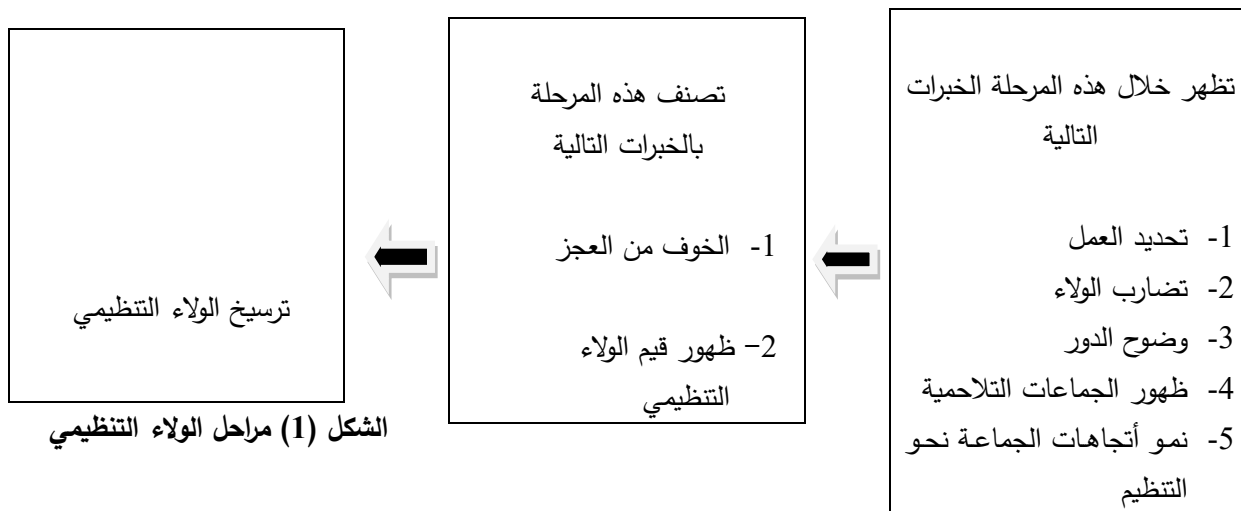 تظهر خلال هذه المرحلة الخبرات
التالية
1- تحديد العمل
2- تضارب الولاء
3- وضوح الدور
4- ظهور الجماعات التلاحمية
5- نمو أتجاهات الجماعة نحو
التنظيم
تصنف هذه المرحلة
بالخبرات التالية
1- الخوف من العجز
2- ظهور قيم الولاء
التنظيمي
ترسيخ الولاء التنظيمي
الشكل (1) مراحل الولاء التنظيمي